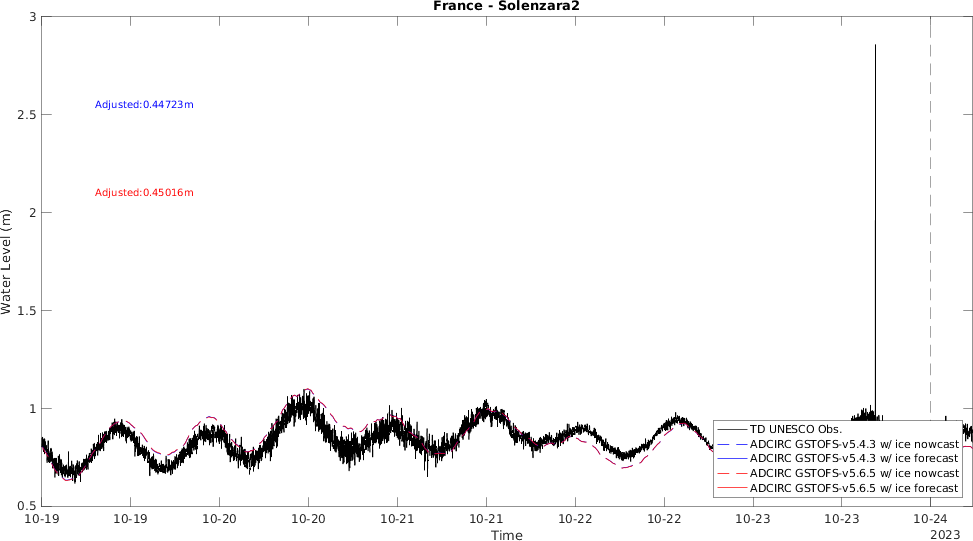 France - Solenzara2
3
2.5
2
1.5
1
0.5
Water Level (m)
Adjusted:0.44723m
Adjusted:0.45016m
TD UNESCO Obs.
ADCIRC GSTOFS-v5.4.3 w/ ice nowcast
ADCIRC GSTOFS-v5.4.3 w/ ice forecast
ADCIRC GSTOFS-v5.6.5 w/ ice nowcast
ADCIRC GSTOFS-v5.6.5 w/ ice forecast
10-19 10-19 10-20 10-20 10-21 10-21 10-22 10-22 10-23 10-23 10-24
Time
2023